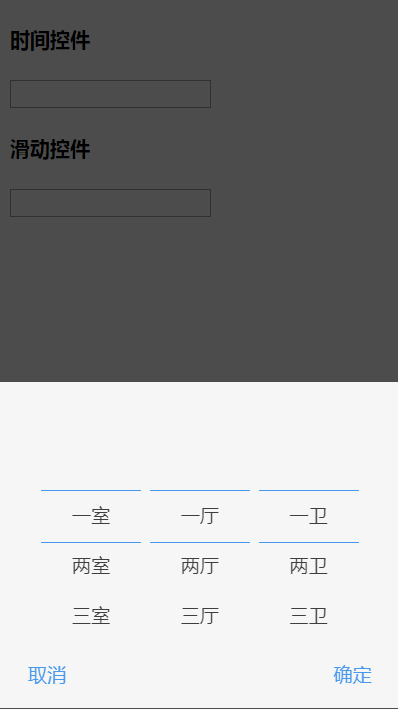 时间控件
滑动控件
一室 一厅 一卫
两室 两厅 两卫
三室 三厅 三卫
取消 确定